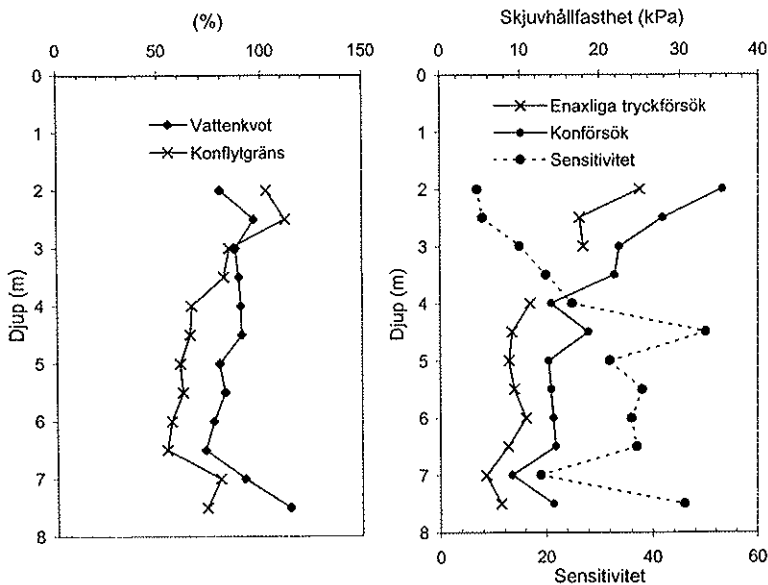 (%)
0 50 100 150
0
1
2
3
4
5
6
7
8
Djup (m)
Vattenkvot
Konflytgräns
Skjuvhållfasthet (kPa)
0 10 20 30 40
0
1
2
3
4
5
6
7
8
Djup (m)
Enaxliga tryckförsök
Konförsök
Sensitivitet
0 20 40 60
Sensitivitet